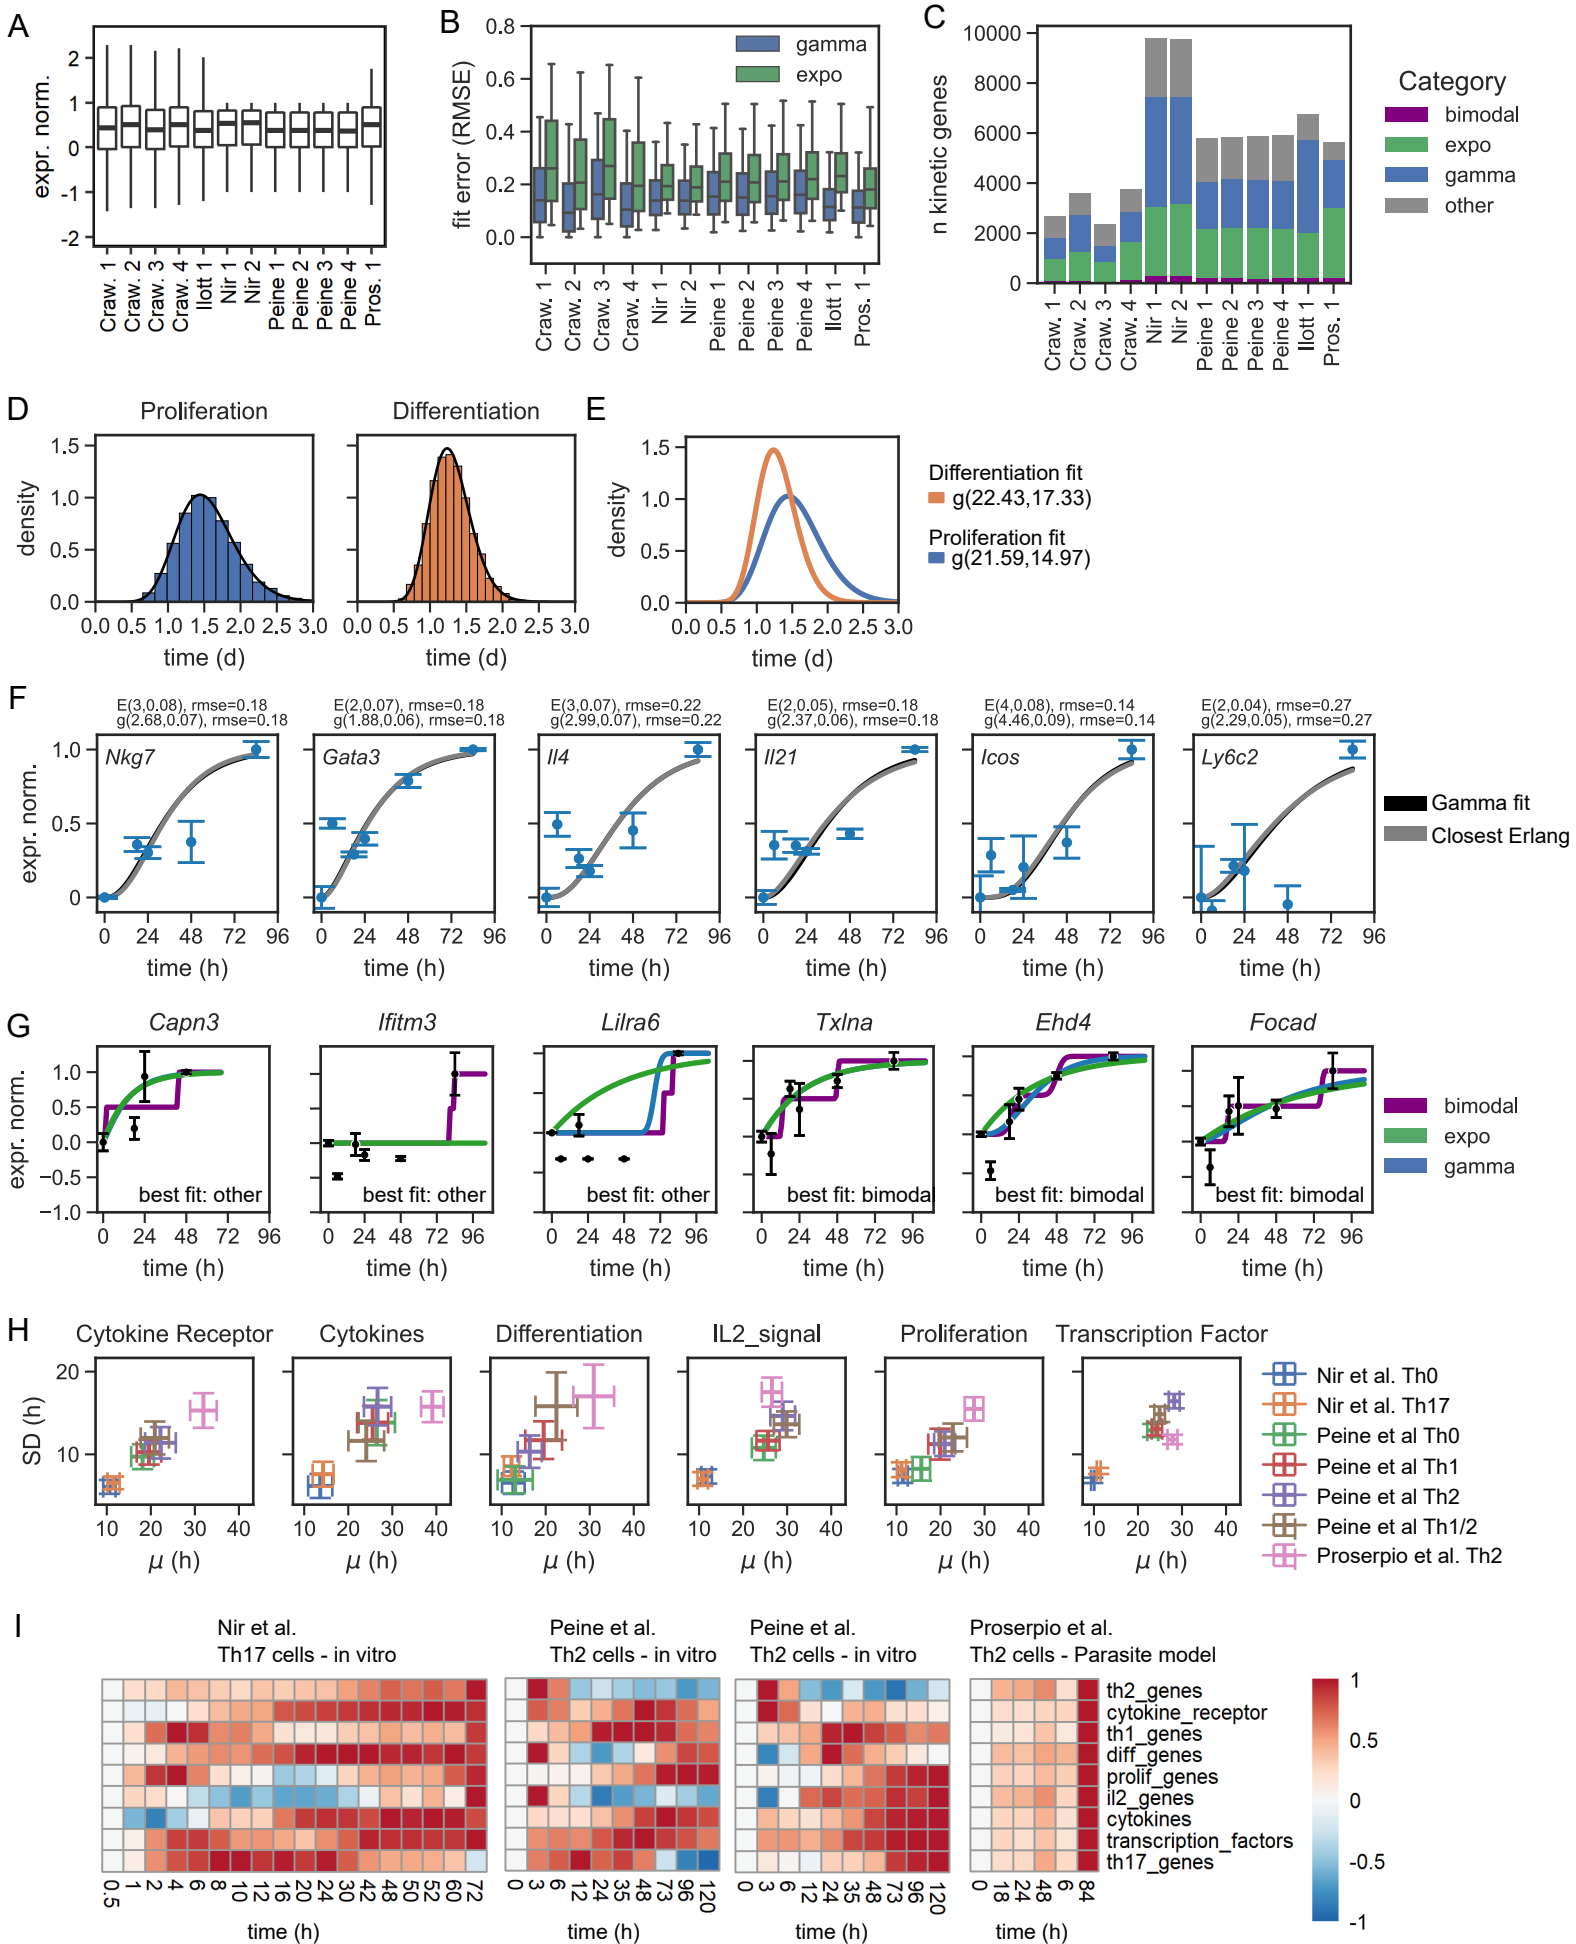 A
expr. norm.
2
1
0
-1
-2
Craw. 1
Craw. 2
Craw. 3
Craw. 4
Ilott 1
Nir 1
Nir 2
Peine 1
Peine 2
Peine 3
Peine 4
Pros. 1
B
fit error (RMSE)
0.8
0.6
0.4
0.2
0.0
gamma
expo
Craw. 1
Craw. 2
Craw. 3
Craw. 4
Nir 1
Nir 2
Peine 1
Peine 2
Peine 3
Peine 4
Ilott 1
Pros. 1
C
n kinetic genes
10000
8000
6000
4000
2000
0
Craw. 1
Craw. 2
Craw. 3
Craw. 4
Nir 1
Nir 2
Peine 1
Peine 2
Peine 3
Peine 4
Ilott 1
Pros. 1
Category
bimodal
expo
gamma
other
D
Proliferation
Differentiation
density
1.5
1.0
0.5
0.0
0.0 0.5 1.0 1.5 2.0 2.5 3.0
time (d)
0.0 0.5 1.0 1.5 2.0 2.5 3.0
time (d)
E
density
1.5
1.0
0.5
0.0
0.0 0.5 1.0 1.5 2.0 2.5 3.0
time (d)
Differentiation fit
g(22.43,17.33)
Proliferation fit
g(21.59,14.97)
F
E(3,0.08), rmse=0.18
g(2.68,0.07), rmse=0.18
E(2,0.07), rmse=0.18
g(1.88,0.06), rmse=0.18
E(3,0.07), rmse=0.22
g(2.99,0.07), rmse=0.22
E(2,0.05), rmse=0.18
g(2.37,0.06), rmse=0.18
E(4,0.08), rmse=0.14
g(4.46,0.09), rmse=0.14
E(2,0.04), rmse=0.27
g(2.29,0.05), rmse=0.27
expr. norm.
1.0
0.5
0
Nkg7
Gata3
Il4
Il21
Icos
Ly6c2
0 24 48 72 96
0 24 48 72 96
0 24 48 72 96
0 24 48 72 96
0 24 48 72 96
0 24 48 72 96
time (h)
time (h)
time (h)
time (h)
time (h)
time (h)
Gamma fit
Closest Erlang
G
Capn3
Ifitm3
Lilra6
Txlna
Ehd4
Focad
expr. norm.
1.0
0.5
0.0
−0.5
−1.0
best fit: other
best fit: other
best fit: other
best fit: bimodal
best fit: bimodal
best fit: bimodal
0 24 48 72 96
0 24 48 72 96
0 24 48 72 96
0 24 48 72 96
0 24 48 72 96
0 24 48 72 96
time (h)
time (h)
time (h)
time (h)
time (h)
time (h)
bimodal
expo
gamma
H
Cytokine Receptor
Cytokines
Differentiation
IL2_signal
Proliferation
Transcription Factor
SD (h)
20
10
10 20 30 40
10 20 30 40
10 20 30 40
10 20 30 40
10 20 30 40
10 20 30 40
μ (h)
μ (h)
μ (h)
μ (h)
μ (h)
μ (h)
Nir et al. Th0
Nir et al. Th17
Peine et al Th0
Peine et al Th1
Peine et al Th2
Peine et al Th1/2
Proserpio et al. Th2
I
Nir et al.
Th17 cells - in vitro
Peine et al.
Th2 cells - in vitro
Peine et al.
Th2 cells - in vitro
Proserpio et al.
Th2 cells - Parasite model
th2_genes
cytokine_receptor
th1_genes
diff_genes
prolif_genes
il2_genes
cytokines
transcription_factors
th17_genes
0.5 1 2 4 6 8 10 12 16 20 24 30 42 48 50 52 60 72
time (h)
0 3 6 12 24 35 48 73 96 120
time (h)
0 3 6 12 24 35 48 73 96 120
time (h)
0 18 24 48 6 84
time (h)
1
0.5
0
-0.5
-1